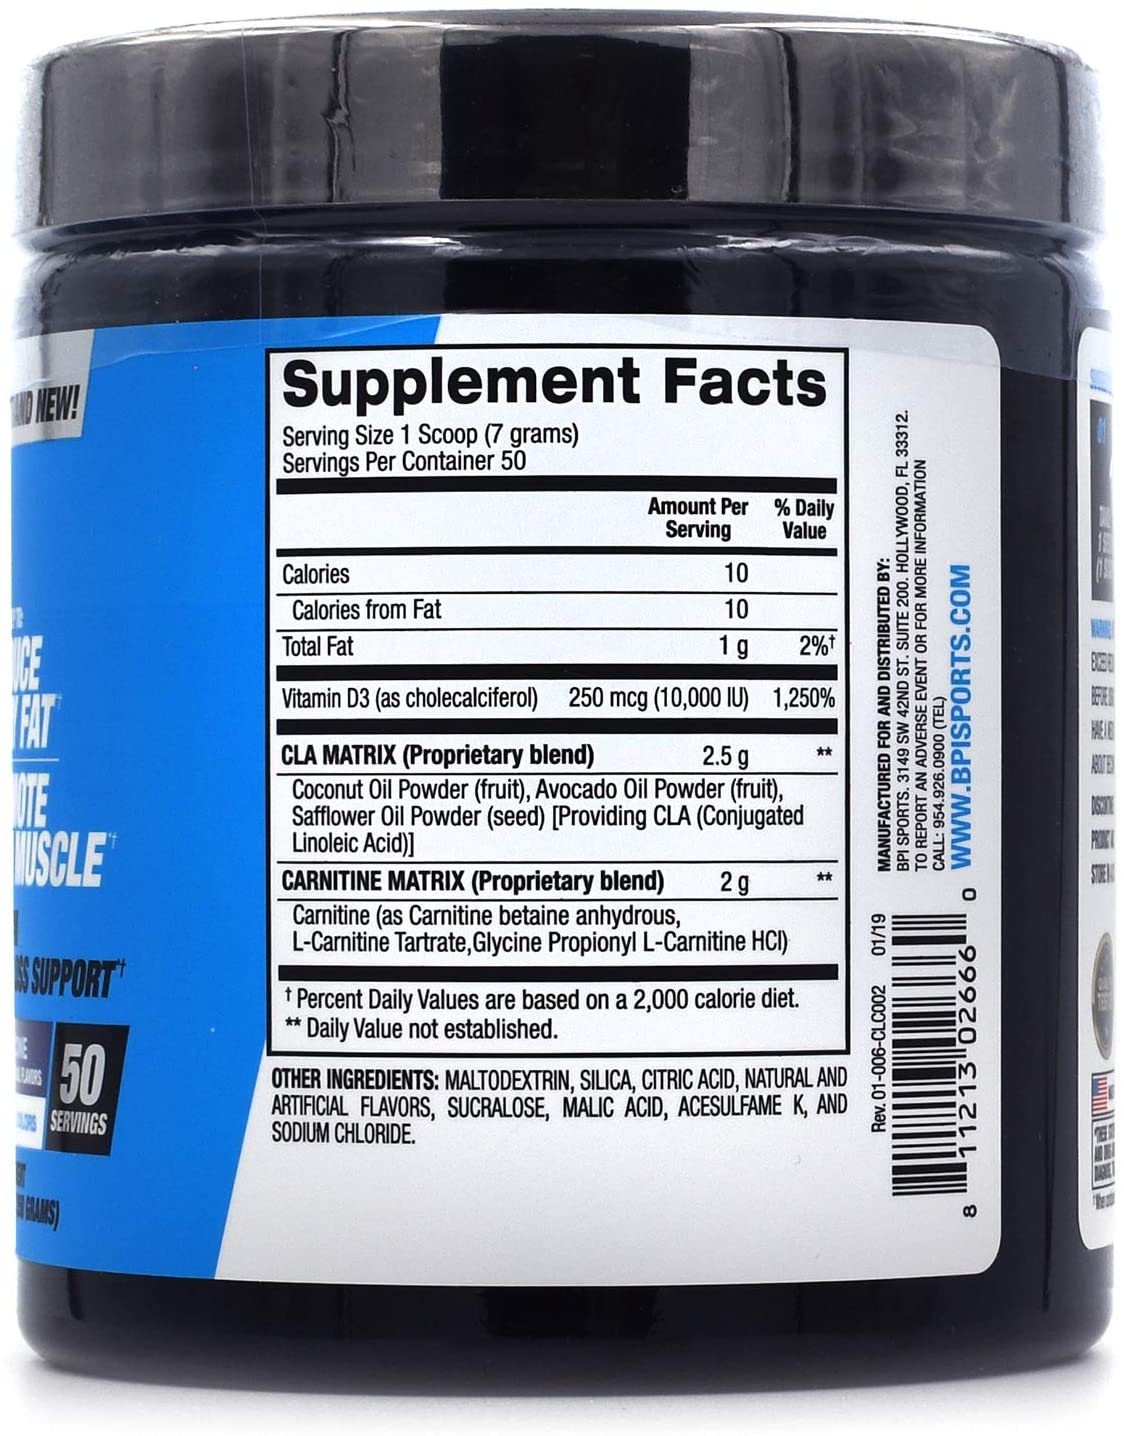 NEW!
FAT†
MUSCLE*†
SUPPORT*†
50
SERVINGS
GRAMS)
Supplement Facts
Serving Size 1 Scoop (7 grams)
Servings Per Container 50
Amount Per Serving % Daily Value
Calories 10
Calories from Fat 10
Total Fat 1 g 2%†
Vitamin D3 (as cholecalciferol) 250 mcg (10,000 IU) 1,250%
CLA MATRIX (Proprietary blend) 2.5 g **
Coconut Oil Powder (fruit), Avocado Oil Powder (fruit),
Safflower Oil Powder (seed) [Providing CLA (Conjugated
Linoleic Acid)]
CARNITINE MATRIX (Proprietary blend) 2 g **
Carnitine (as Carnitine betaine anhydrous,
L-Carnitine Tartrate,Glycine Propionyl L-Carnitine HCl)
† Percent Daily Values are based on a 2,000 calorie diet.
** Daily Value not established.
OTHER INGREDIENTS: MALTODEXTRIN, SILICA, CITRIC ACID, NATURAL AND
ARTIFICIAL FLAVORS, SUCRALOSE, MALIC ACID, ACESULFAME K, AND
SODIUM CHLORIDE.
MANUFACTURED FOR AND DISTRIBUTED BY:
BPI SPORTS. 3149 SW 42ND ST. SUITE 200. HOLLYWOOD, FL 33312.
TO REPORT AN ADVERSE EVENT OR FOR MORE INFORMATION
CALL: 954.926.0900 (TEL)
WWW.BPISPORTS.COM
Rev. 01-006-CLC002 01/19
8 11213 02666 0